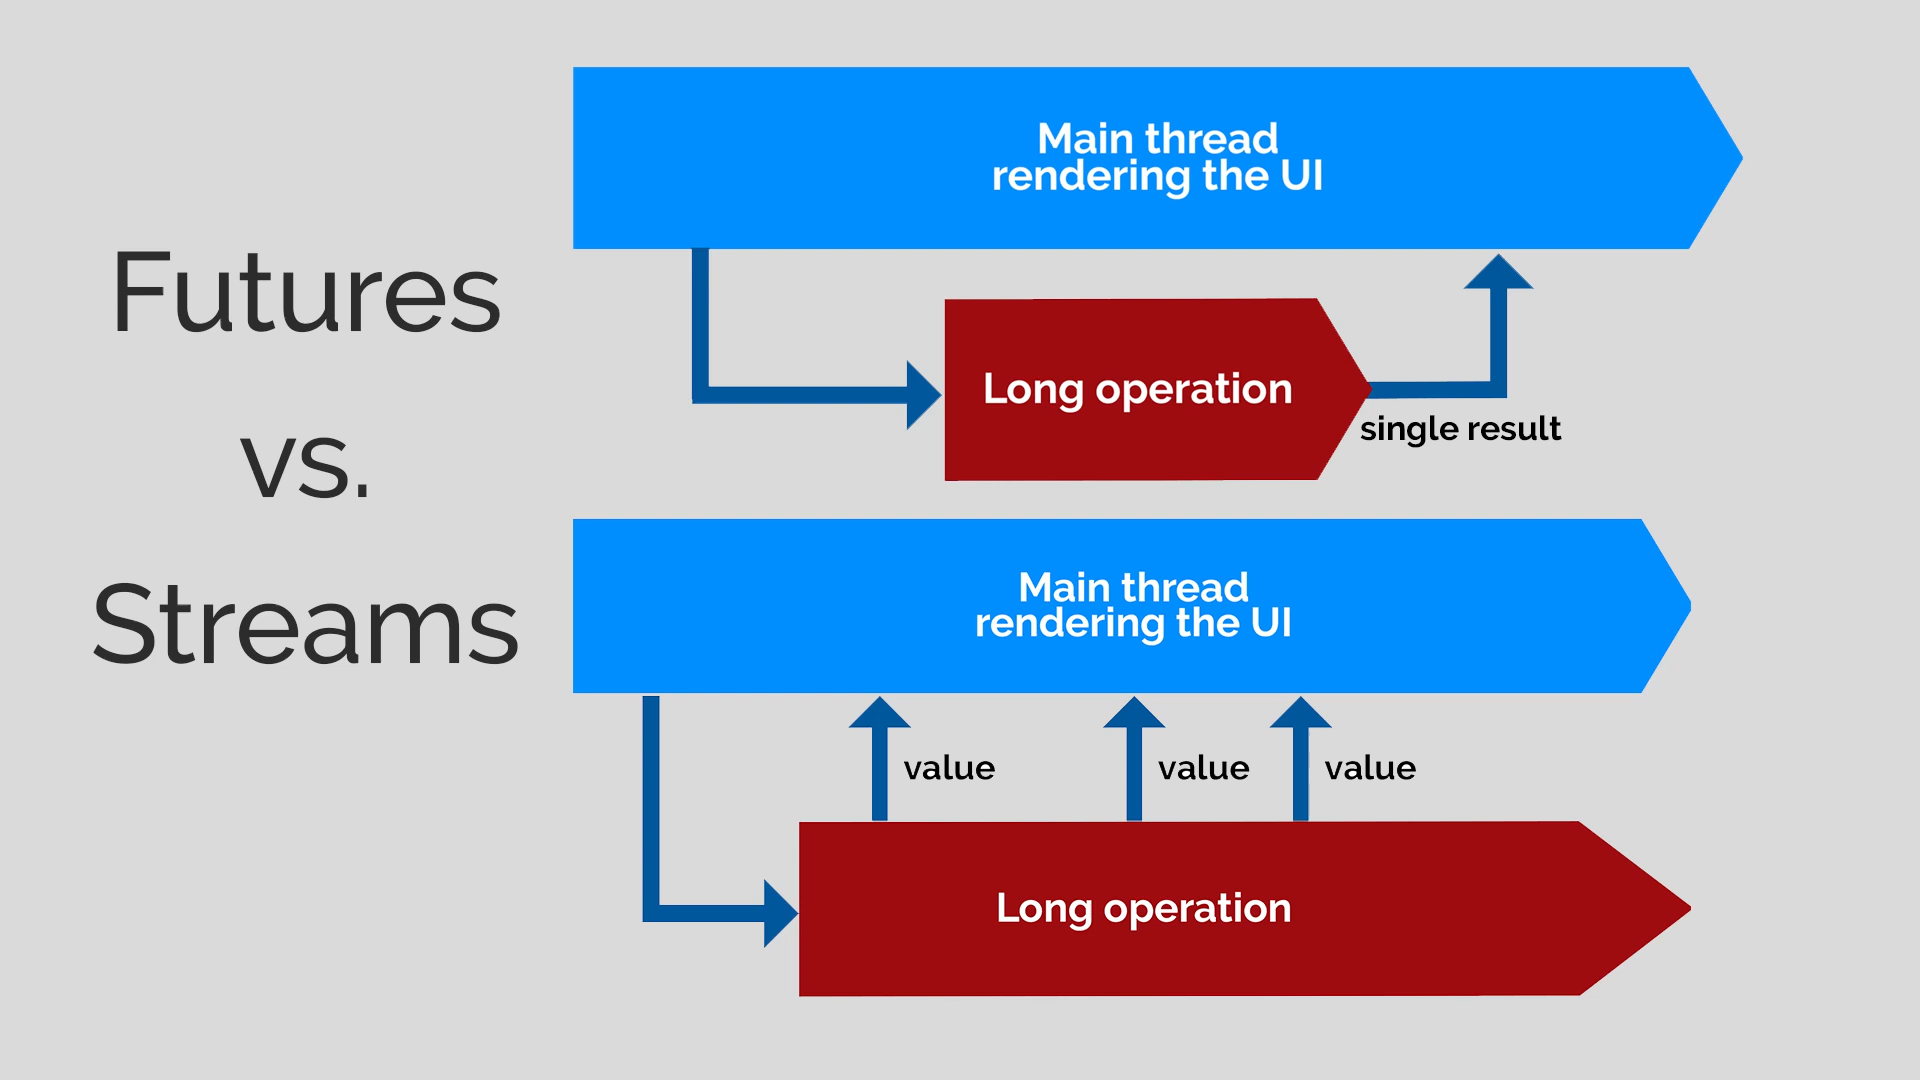 Futures
vs.
Streams
Main thread
rendering the UI
Long operation
single result
Main thread
rendering the UI
value
value
value
Long operation